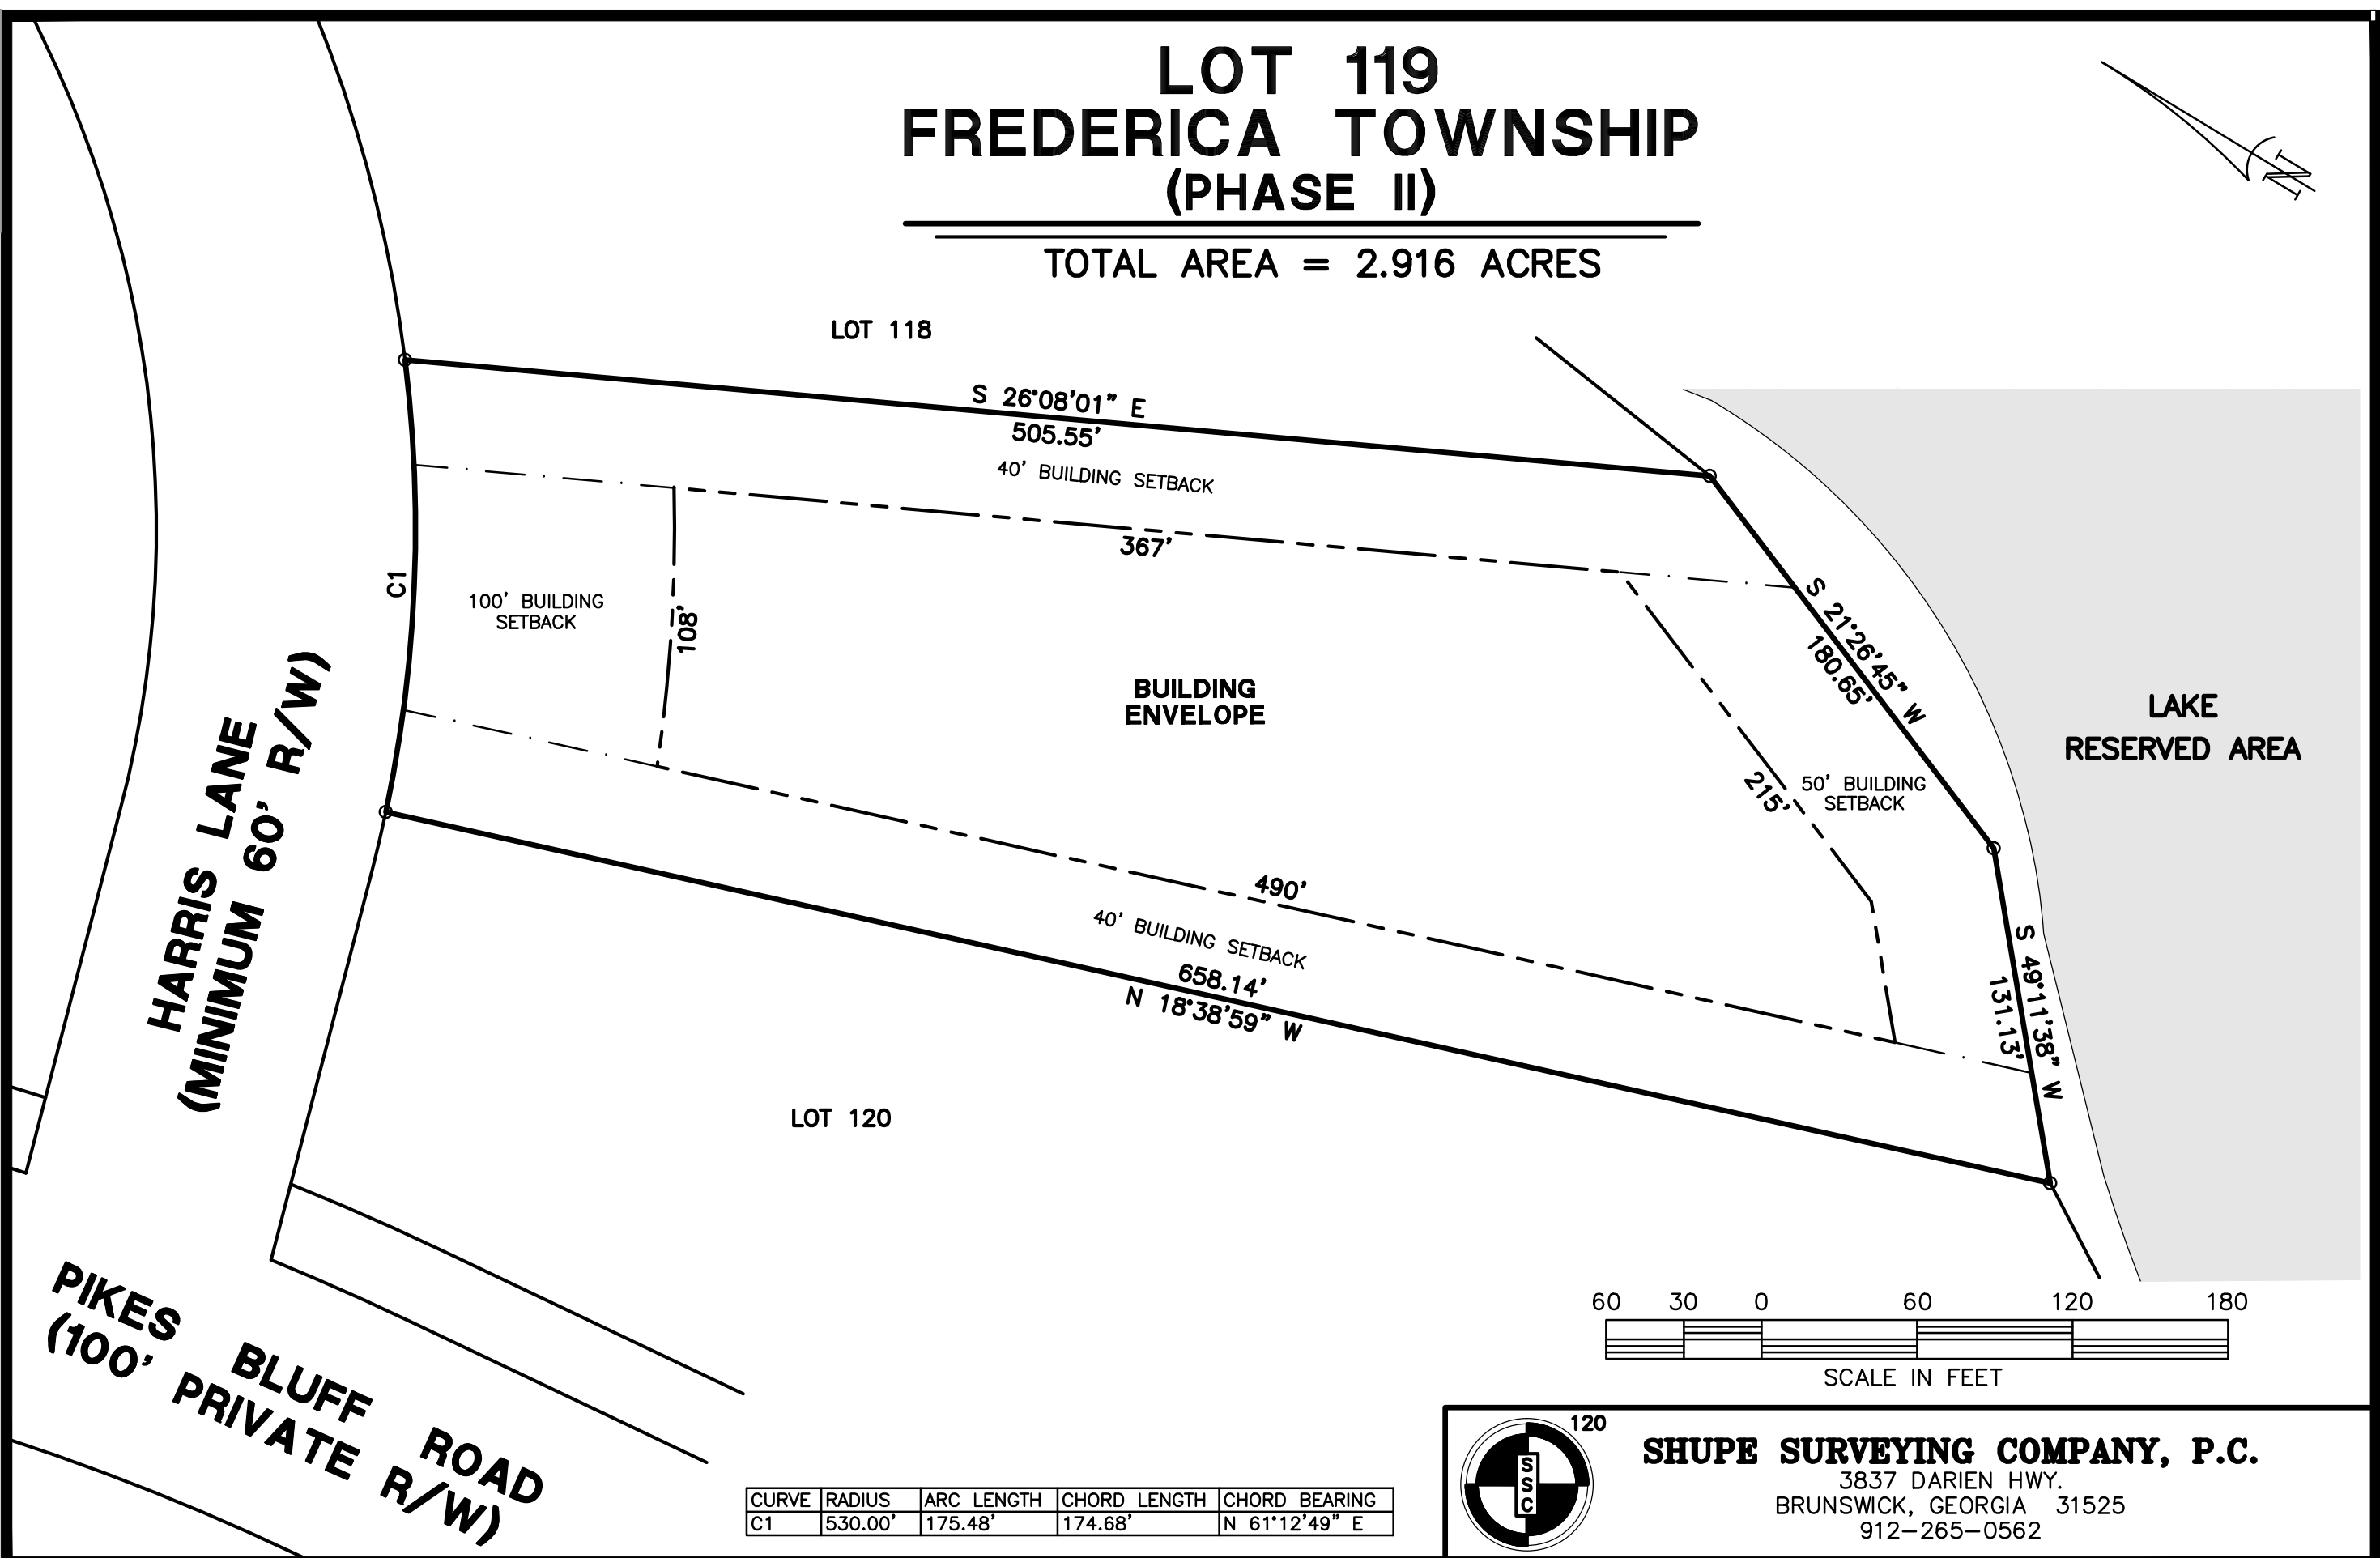 LOT 119
FREDERICA TOWNSHIP
(PHASE II)
TOTAL AREA = 2.916 ACRES
N
LOT 118
S 26°08'01" E
505.55'
40' BUILDING SETBACK
367'
C1
100' BUILDING
SETBACK
108'
BUILDING
ENVELOPE
S 21°26'45" W
180.65'
LAKE
RESERVED AREA
215'
50' BUILDING
SETBACK
HARRIS LANE
(MINIMUM 60' R/W)
490'
40' BUILDING SETBACK
658.14'
N 18°38'59" W
S 49°11'38" W
131.13'
LOT 120
PIKES BLUFF ROAD
(100' PRIVATE R/W)
60 30 0 60 120 180
SCALE IN FEET
CURVE RADIUS ARC LENGTH CHORD LENGTH CHORD BEARING
C1 530.00' 175.48' 174.68' N 61°12'49" E
120
SSC
SHUPE SURVEYING COMPANY, P.C.
3837 DARIEN HWY.
BRUNSWICK, GEORGIA 31525
912-265-0562